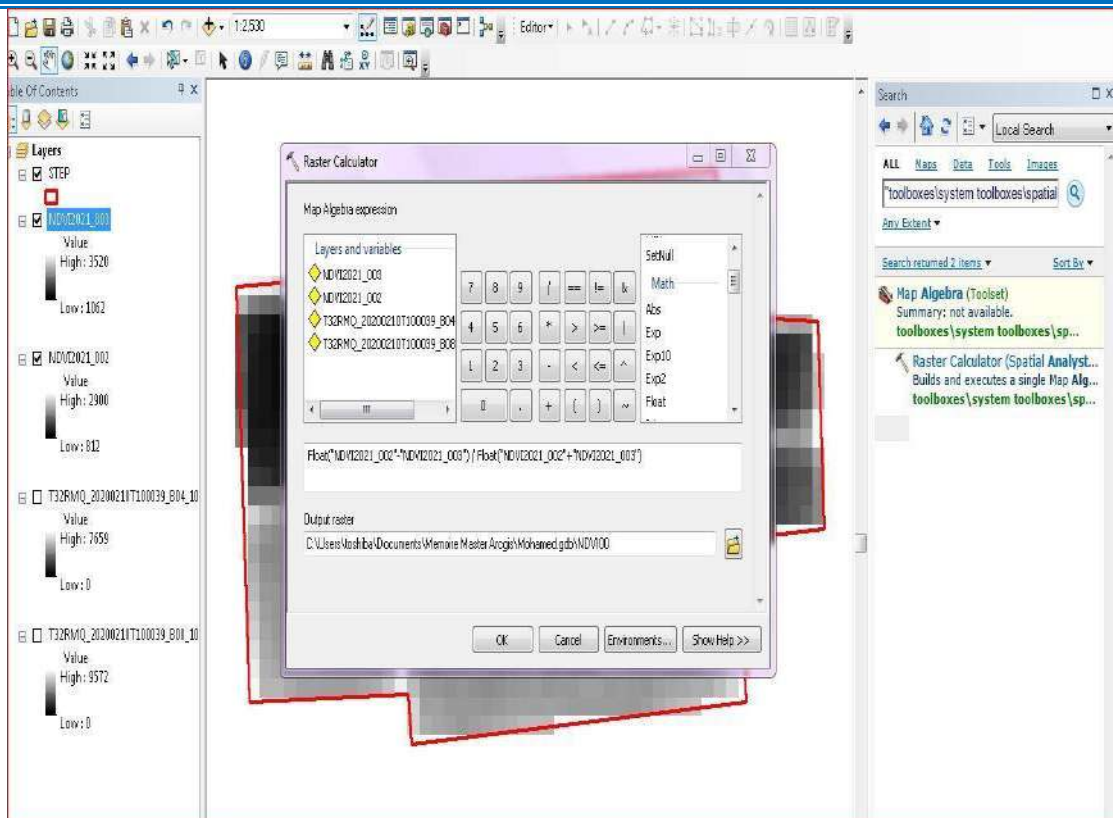 1:2,530
Editor
ble Of Contents
Layers
STEP
NDVI2021_003
Value
High : 3520
Low : 1062
NDVI2021_002
Value
High : 2900
Low : 812
T32RMQ_20200210T100039_B04_10
Value
High : 7659
Low : 0
T32RMQ_20200210T100039_B08_10
Value
High : 9572
Low : 0
Raster Calculator
Map Algebra expression
Layers and variables
NDVI2021_003
NDVI2021_002
T32RMQ_20200210T100039_B04
T32RMQ_20200210T100039_B08
7 8 9 / == != &
4 5 6 * > >= |
1 2 3 - < <= ^
0 . + ( ) ~
SetNull
Math
Abs
Exp
Exp10
Exp2
Float
Float("NDVI2021_002"-"NDVI2021_003") / Float("NDVI2021_002"+"NDVI2021_003")
Output raster
C:\Users\toshiba\Documents\Memoire Master Arcgis\Mohamed.gdb\NDVI00
OK Cancel Environments... Show Help >>
Search
Local Search
ALL Maps Data Tools Images
"toolboxes\system toolboxes\spatial
Any Extent
Search returned 2 items Sort By
Map Algebra (Toolset)
Summary: not available.
toolboxes\system toolboxes\sp...
Raster Calculator (Spatial Analyst...
Builds and executes a single Map Alg...
toolboxes\system toolboxes\sp...